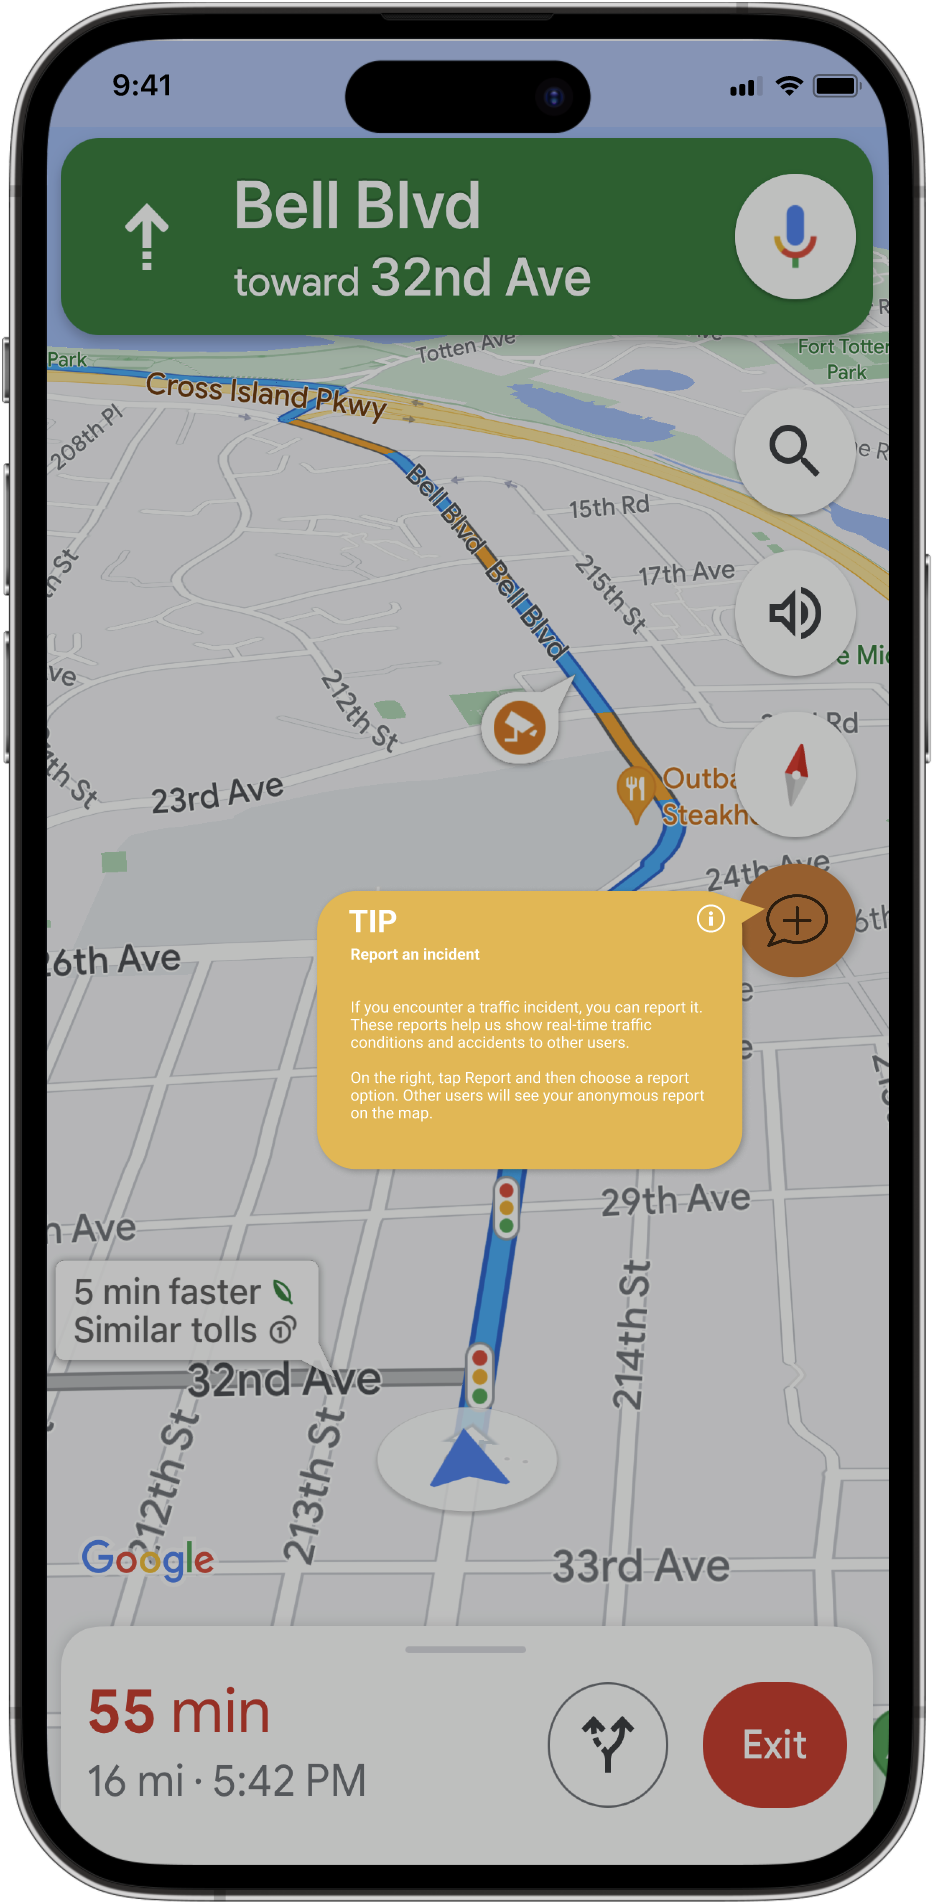 9:41
Bell Blvd
toward 32nd Ave
Park
Totten Ave
Fort Totten
Park
Cross Island Pkwy
208th Pl
Bell Blvd
15th Rd
Bell Blvd
215th St
17th Ave
212th St
Rd
23rd Ave
Outba
Steakh
24th Ave
26th Ave
TIP
Report an incident
If you encounter a traffic incident, you can report it.
These reports help us show real-time traffic
conditions and accidents to other users.
On the right, tap Report and then choose a report
option. Other users will see your anonymous report
on the map.
29th Ave
Ave
5 min faster
Similar tolls
32nd Ave
214th St
212th St
213th St
Google
33rd Ave
55 min
16 mi · 5:42 PM
Exit